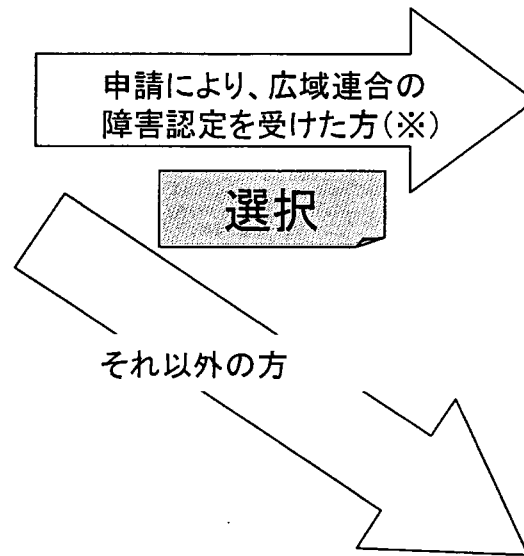 申請により、広域連合の
障害認定を受けた方(※)
選択
それ以外の方